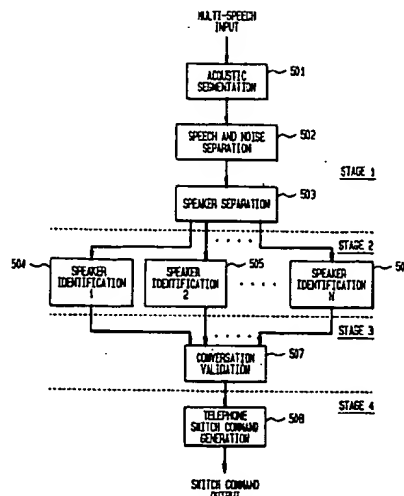 MULTI-SPEECH
INPUT
ACOUSTIC
SEGMENTATION
501
SPEECH AND NOISE
SEPARATION
502
SPEAKER SEPARATION
503
STAGE 1
STAGE 2
504
SPEAKER
IDENTIFICATION
1
SPEAKER
IDENTIFICATION
2
505
SPEAKER
IDENTIFICATION
N
STAGE 3
CONVERSATION
VALIDATION
507
STAGE 4
TELEPHONE
SWITCH COMMAND
GENERATION
508
SWITCH COMMAND
OUTPUT